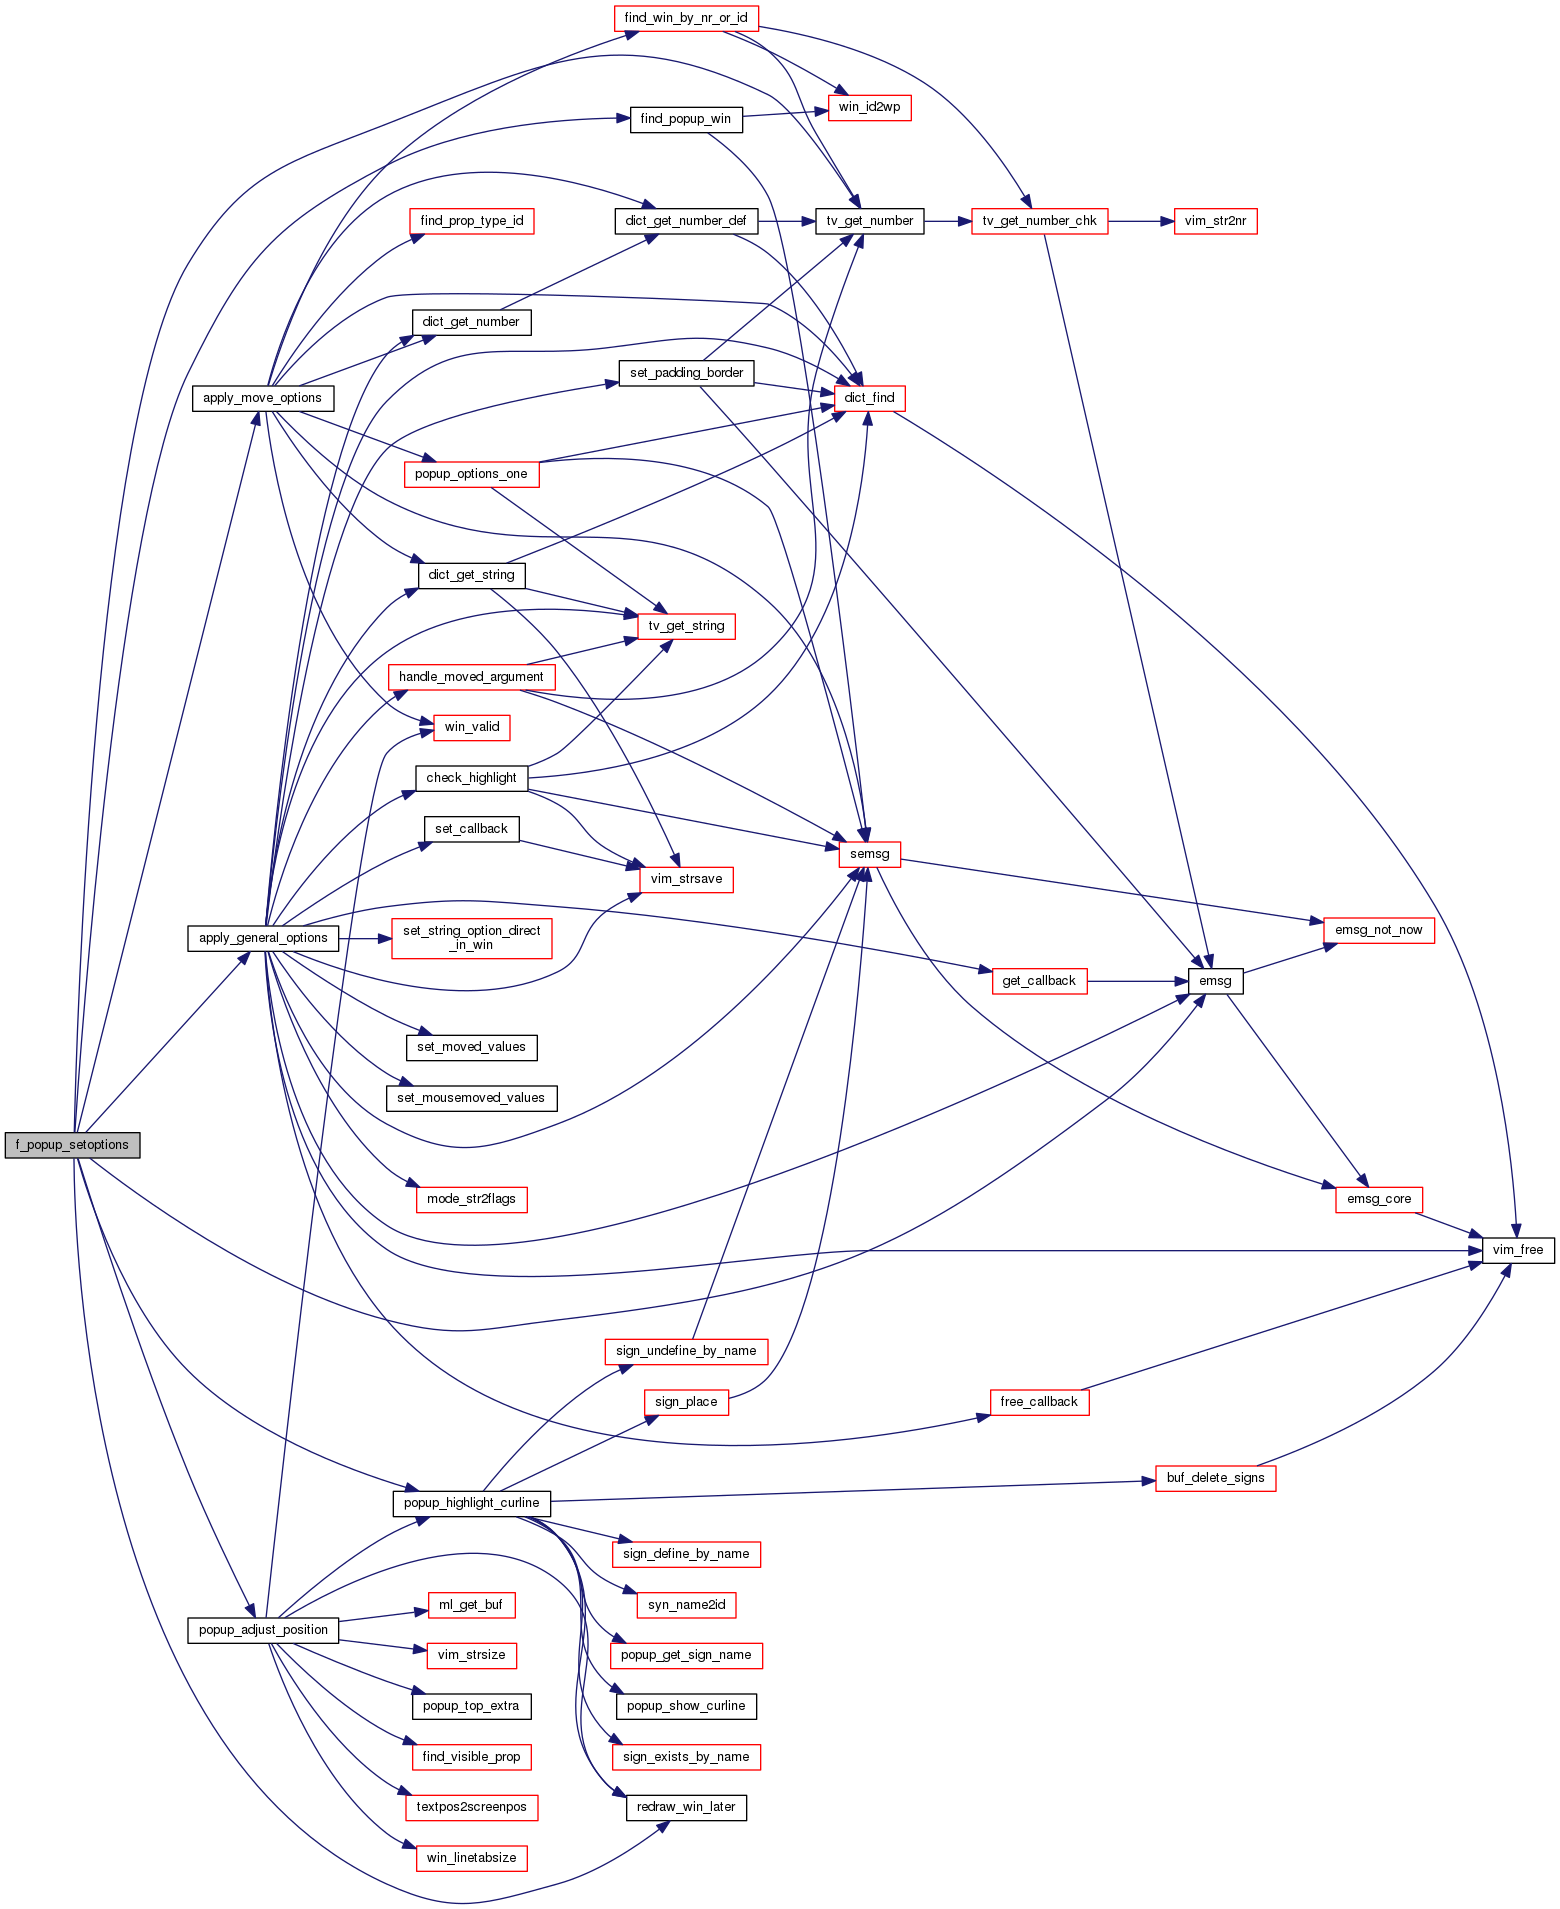 find_win_by_nr_or_id
win_id2wp
find_popup_win
find_prop_type_id
dict_get_number_def
tv_get_number
tv_get_number_chk
vim_str2nr
dict_get_number
set_padding_border
apply_move_options
dict_find
popup_options_one
dict_get_string
tv_get_string
handle_moved_argument
win_valid
check_highlight
set_callback
semsg
vim_strsave
emsg_not_now
apply_general_options
set_string_option_direct
_in_win
get_callback
emsg
set_moved_values
set_mousemoved_values
f_popup_setoptions
mode_str2flags
emsg_core
vim_free
sign_undefine_by_name
sign_place
free_callback
buf_delete_signs
popup_highlight_curline
sign_define_by_name
ml_get_buf
syn_name2id
popup_adjust_position
vim_strsize
popup_get_sign_name
popup_top_extra
popup_show_curline
find_visible_prop
sign_exists_by_name
textpos2screenpos
redraw_win_later
win_linetabsize